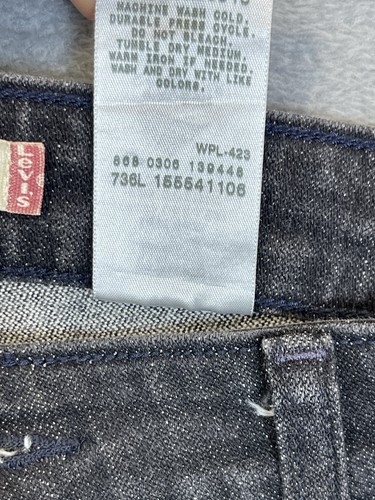 MACHINE WASH COLD,
DURABLE PRESS CYCLE.
DO NOT BLEACH.
TUMBLE DRY MEDIUM.
WARM IRON IF NEEDED.
WASH AND DRY WITH LIKE
COLORS.
WPL-423
668 0306 139448
736L 155541106
Levi's